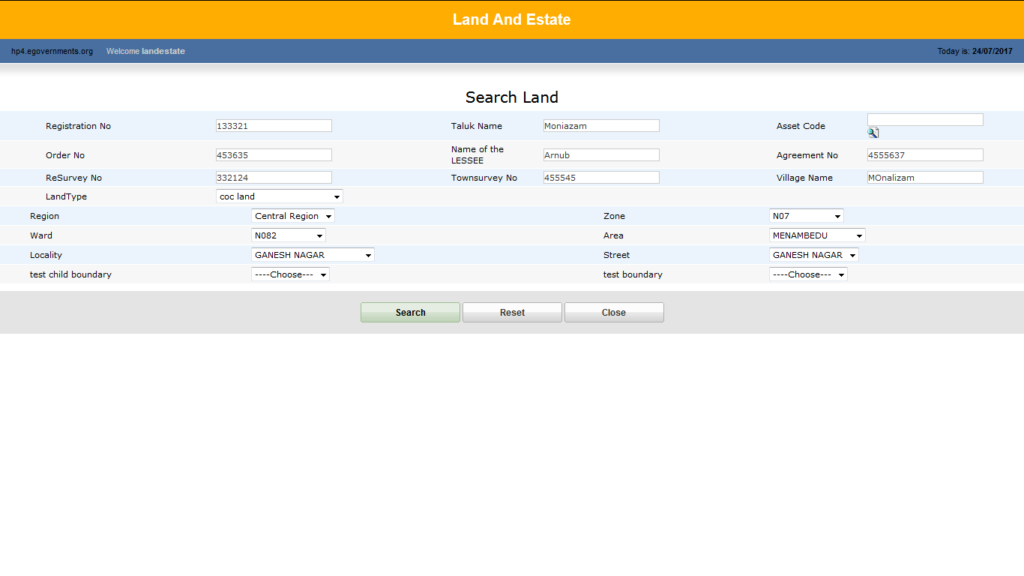 Land And Estate
hp4.egovernments.org Welcome landestate Today is: 24/07/2017
Search Land
Registration No 133321 Taluk Name Moniazam Asset Code
Order No 453635 Name of the LESSEE Arnub Agreement No 4555637
ReSurvey No 332124 Townsurvey No 455545 Village Name MOnalizam
LandType coc land
Region Central Region Zone N07
Ward N082 Area MENAMBEDU
Locality GANESH NAGAR Street GANESH NAGAR
test child boundary ----Choose--- test boundary ----Choose---
Search Reset Close